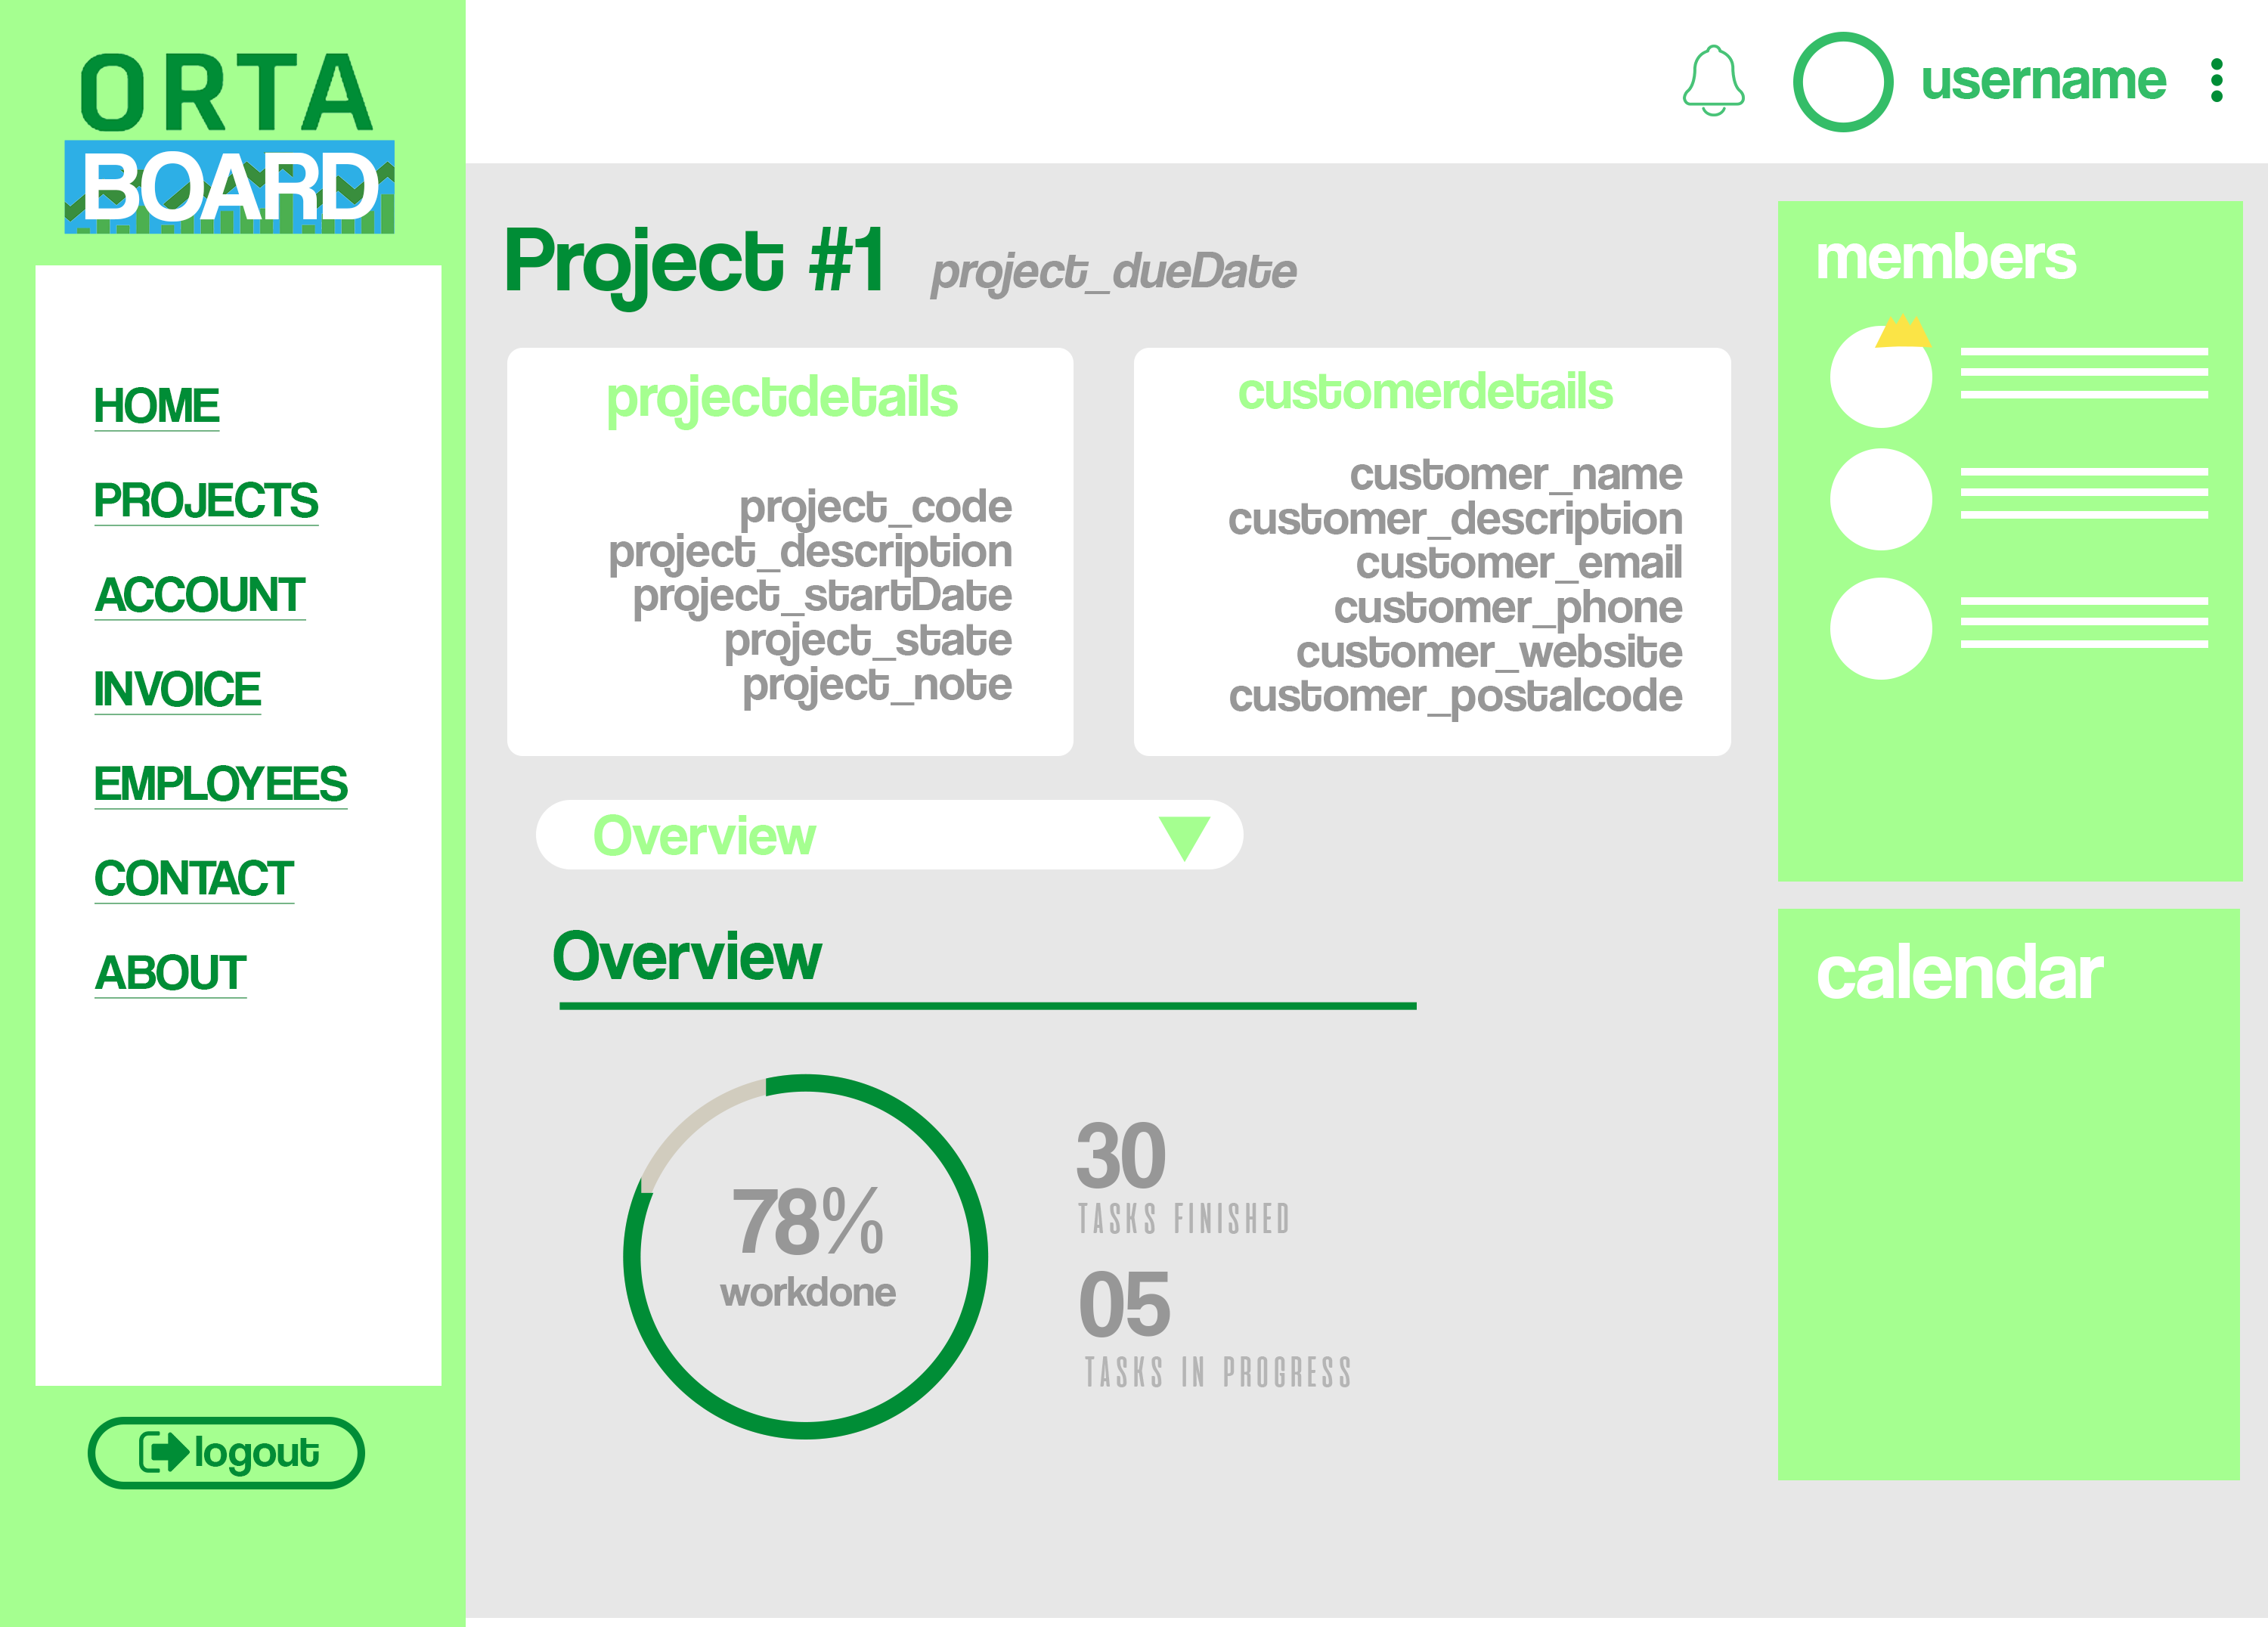 ORTA
BOARD
username
HOME
PROJECTS
ACCOUNT
INVOICE
EMPLOYEES
CONTACT
ABOUT
logout
Project #1
project_dueDate
projectdetails
project_code
project_description
project_startDate
project_state
project_note
customerdetails
customer_name
customer_description
customer_email
customer_phone
customer_website
customer_postalcode
Overview
Overview
78%
workdone
30
TASKS FINISHED
05
TASKS IN PROGRESS
members
calendar